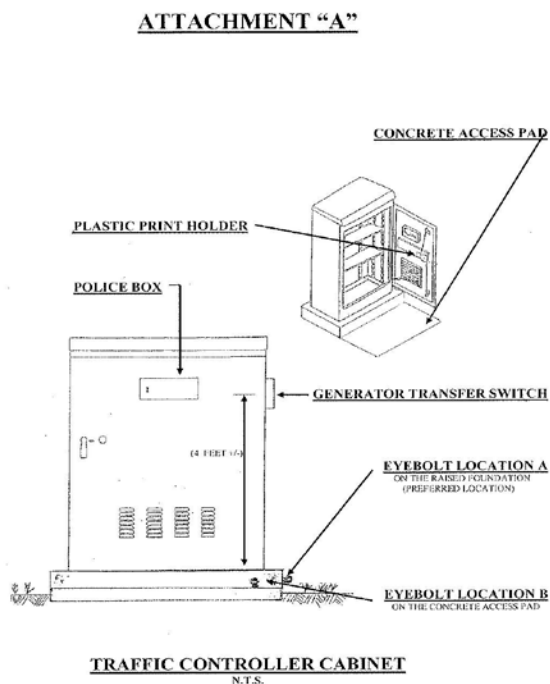 ATTACHMENT “A”
CONCRETE ACCESS PAD
PLASTIC PRINT HOLDER
POLICE BOX
GENERATOR TRANSFER SWITCH
(4 FEET +/-)
EYEBOLT LOCATION A
ON THE RAISED FOUNDATION
(PREFERRED LOCATION)
EYEBOLT LOCATION B
ON THE CONCRETE ACCESS PAD
TRAFFIC CONTROLLER CABINET
N.T.S.